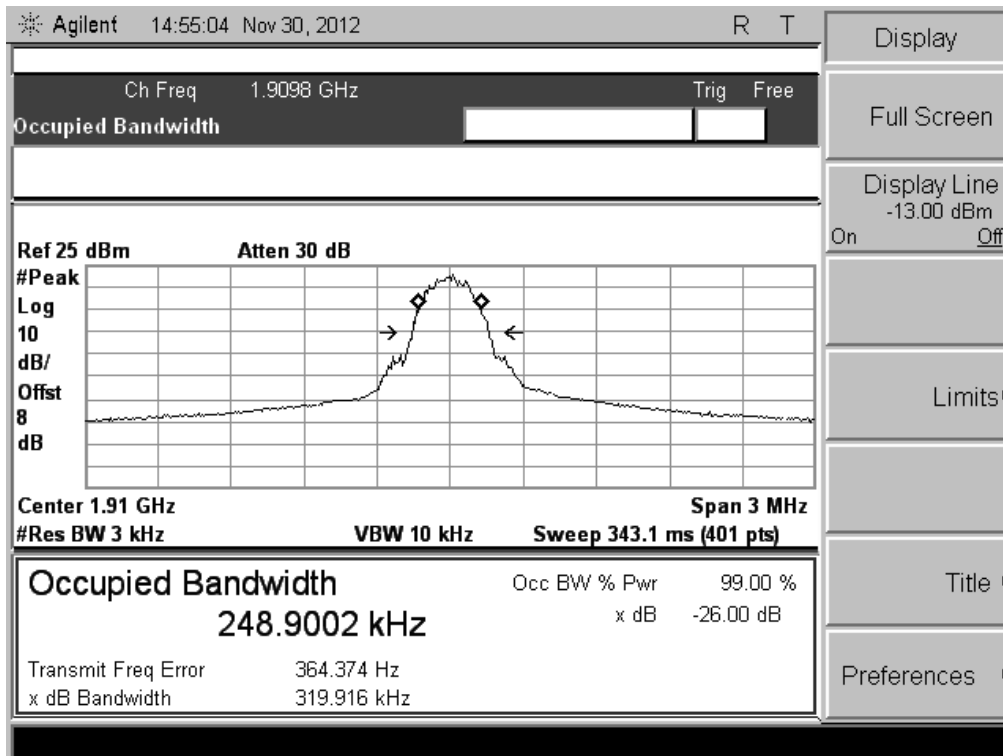 Agilent 14:55:04 Nov 30, 2012 R T
Display
Ch Freq 1.9098 GHz Trig Free
Occupied Bandwidth
Full Screen
Display Line
-13.00 dBm
On Off
Ref 25 dBm Atten 30 dB
#Peak
Log
10
dB/
Offst
8
dB
Limits
Center 1.91 GHz Span 3 MHz
#Res BW 3 kHz VBW 10 kHz Sweep 343.1 ms (401 pts)
Occupied Bandwidth Occ BW % Pwr 99.00 %
248.9002 kHz x dB -26.00 dB
Title
Transmit Freq Error 364.374 Hz
x dB Bandwidth 319.916 kHz
Preferences